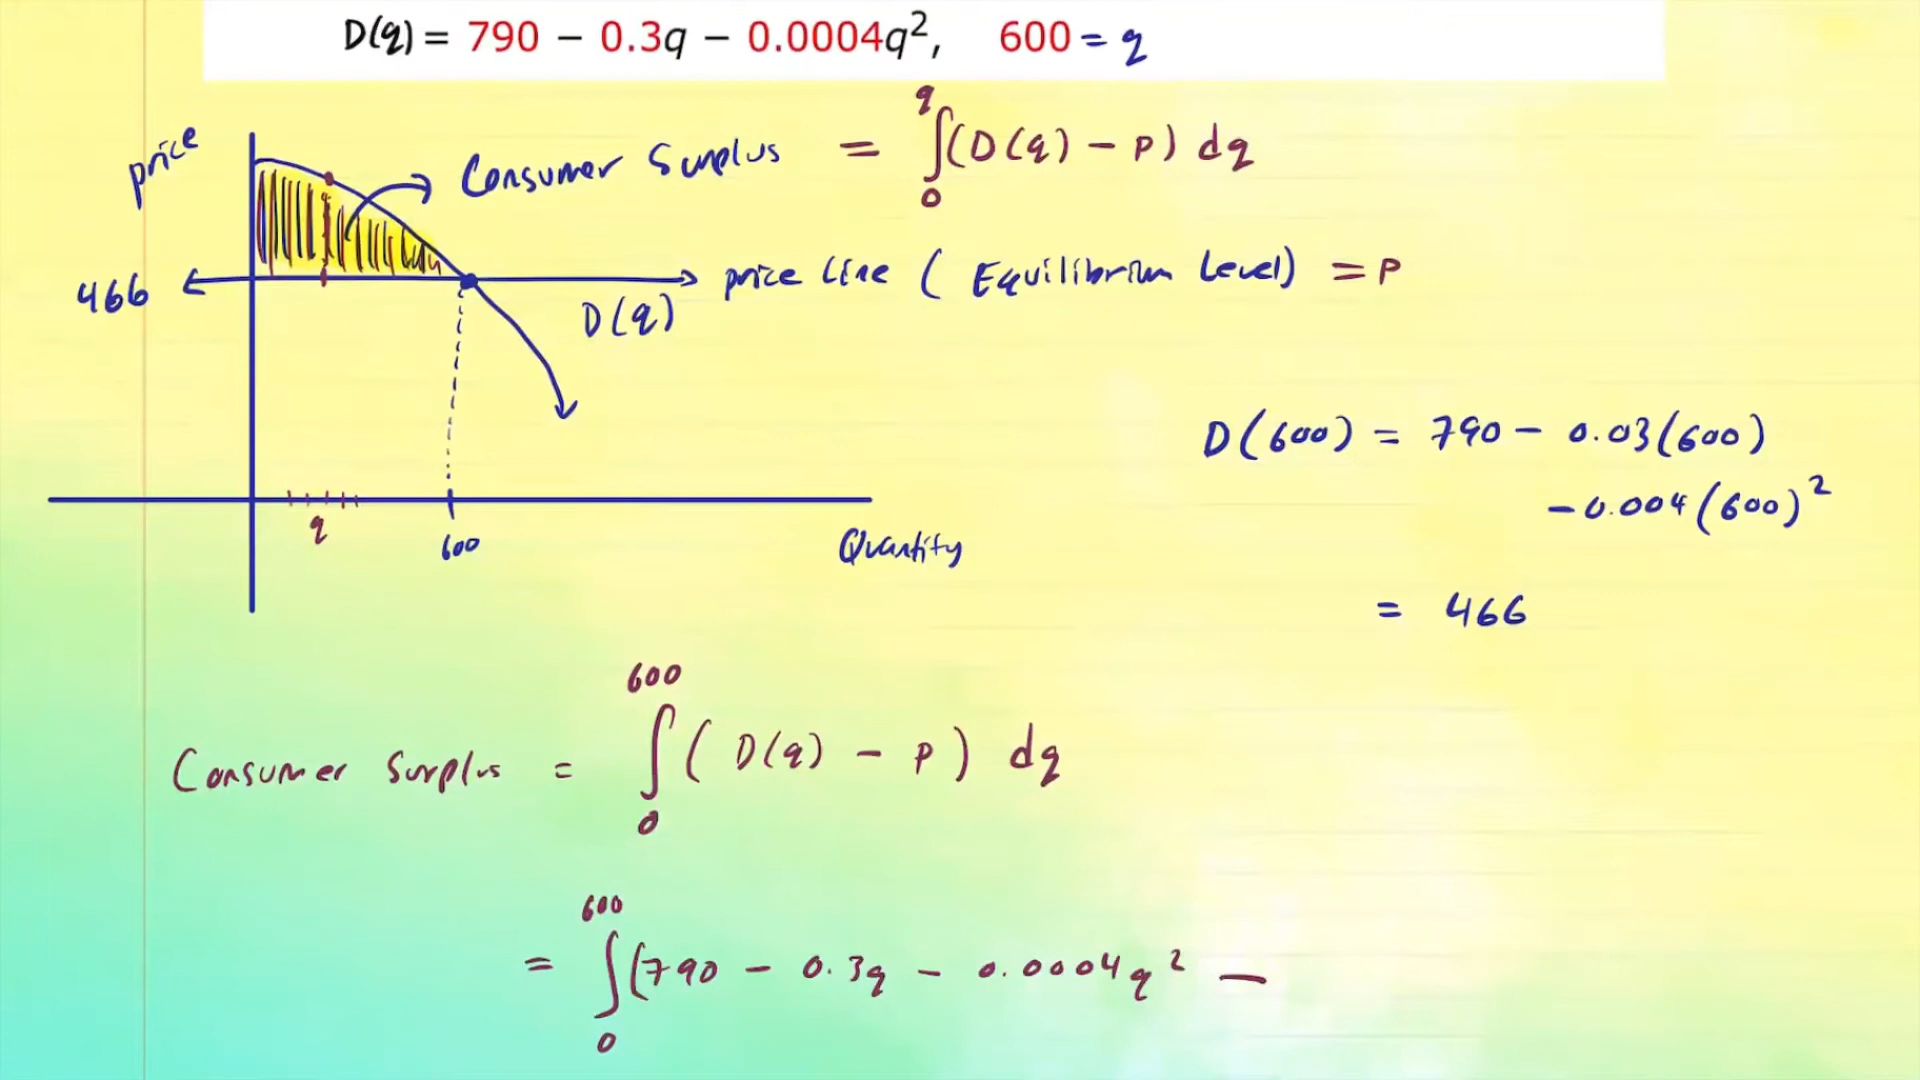 D(q) = 790 − 0.3q − 0.0004q², 600 = q
price
Consumer Surplus = ∫₀^q (D(q) − P) dq
466
price Line ( Equilibrium Level) = P
D(q)
D(600) = 790 − 0.03(600)
− 0.004(600)²
= 466
q
600
Quantity
Consumer Surplus = ∫₀^600 ( D(q) − P ) dq
= ∫₀^600 (790 − 0.3q − 0.0004q² −